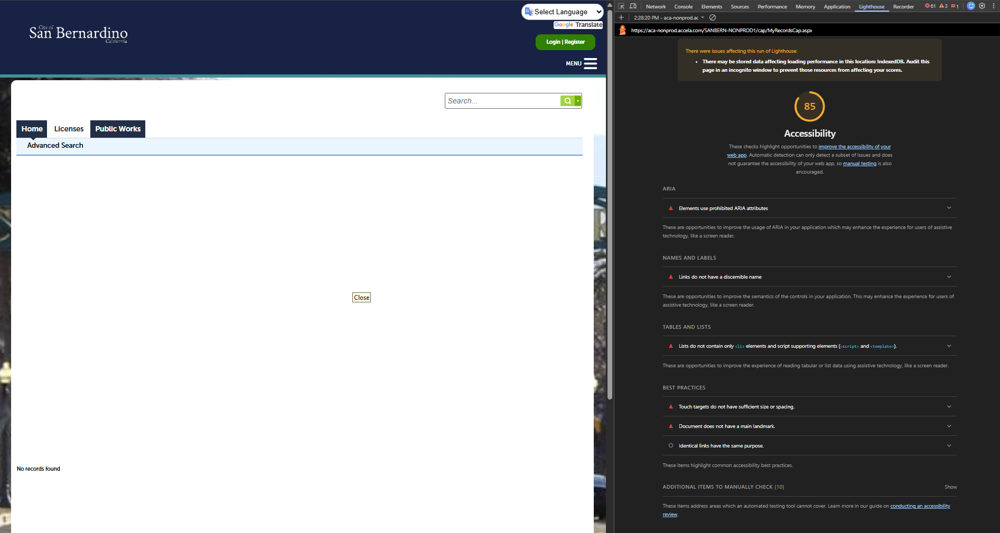 City of
San Bernardino
California
Select Language
Google Translate
Login | Register
MENU
Search...
Home
Licenses
Public Works
Advanced Search
Close
No records found
Network
Console
Elements
Sources
Performance
Memory
Application
Lighthouse
Recorder
61
3
1
2:28:20 PM - aca-nonprod.ac
https://aca-nonprod.accela.com/SANBERN-NONPROD1/cap/MyRecordsCap.aspx
There were issues affecting this run of Lighthouse:
• There may be stored data affecting loading performance in this location: IndexedDB. Audit this
page in an incognito window to prevent those resources from affecting your scores.
85
Accessibility
These checks highlight opportunities to improve the accessibility of your
web app. Automatic detection can only detect a subset of issues and does
not guarantee the accessibility of your web app, so manual testing is also
encouraged.
ARIA
Elements use prohibited ARIA attributes
These are opportunities to improve the usage of ARIA in your application which may enhance the experience for users of assistive
technology, like a screen reader.
NAMES AND LABELS
Links do not have a discernible name
These are opportunities to improve the semantics of the controls in your application. This may enhance the experience for users of
assistive technology, like a screen reader.
TABLES AND LISTS
Lists do not contain only <li> elements and script supporting elements (<script> and <template>).
These are opportunities to improve the experience of reading tabular or list data using assistive technology, like a screen reader.
BEST PRACTICES
Touch targets do not have sufficient size or spacing.
Document does not have a main landmark.
Identical links have the same purpose.
These items highlight common accessibility best practices.
ADDITIONAL ITEMS TO MANUALLY CHECK (10)
Show
These items address areas which an automated testing tool cannot cover. Learn more in our guide on conducting an accessibility
review.